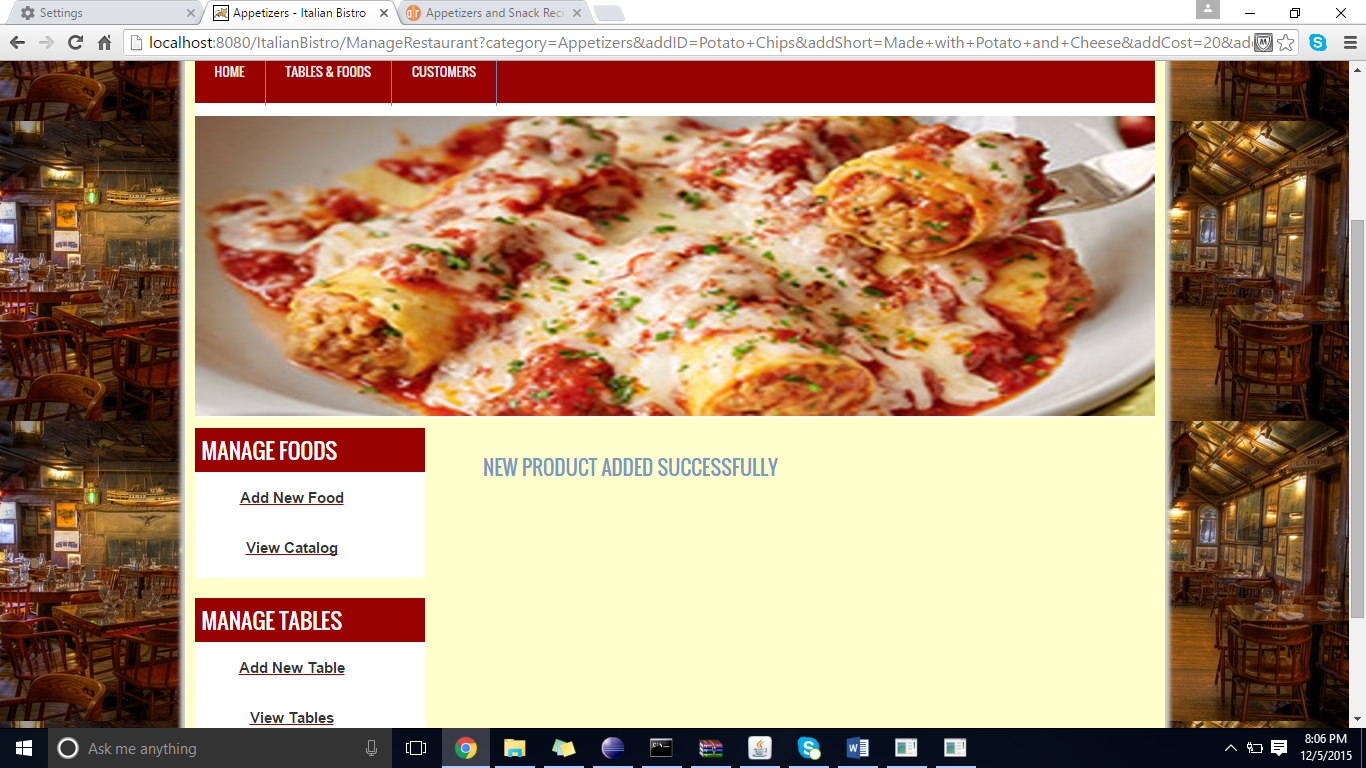 Settings
Appetizers - Italian Bistro
Appetizers and Snack Reci
localhost:8080/ItalianBistro/ManageRestaurant?category=Appetizers&addID=Potato+Chips&addShort=Made+with+Potato+and+Cheese&addCost=20&ad
HOME
TABLES & FOODS
CUSTOMERS
MANAGE FOODS
Add New Food
View Catalog
NEW PRODUCT ADDED SUCCESSFULLY
MANAGE TABLES
Add New Table
View Tables
Ask me anything
8:06 PM
12/5/2015